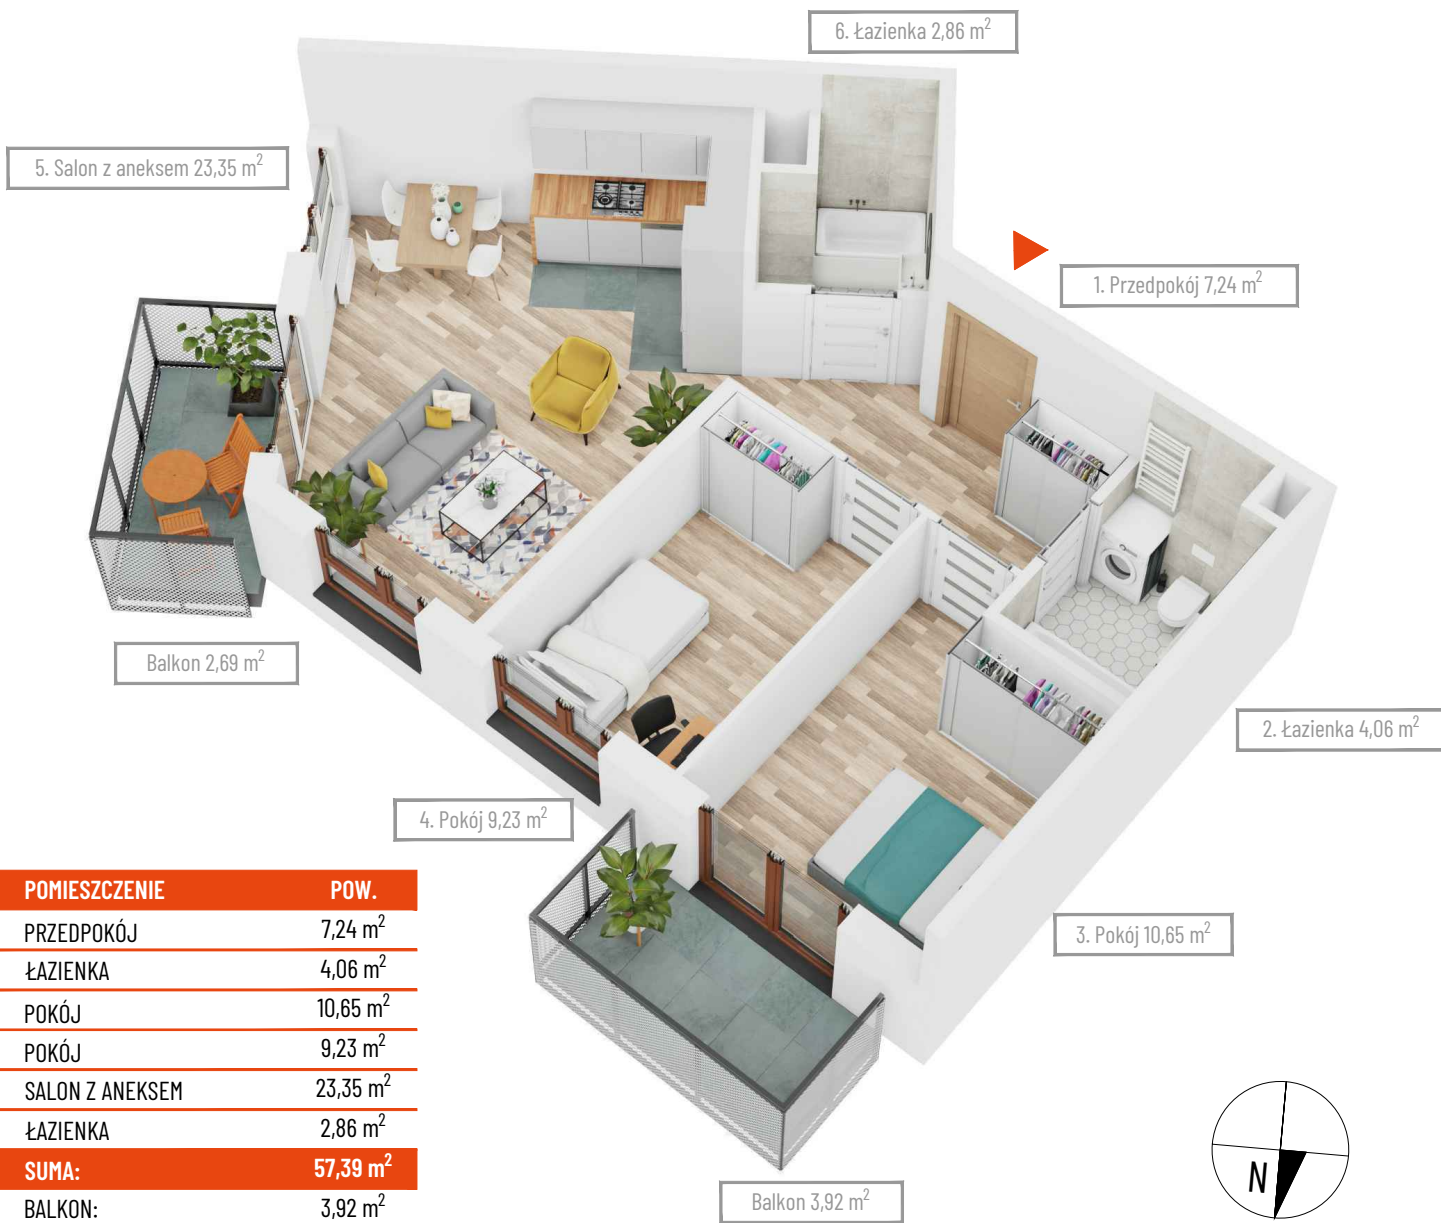 6. Łazienka 2,86 m²
5. Salon z aneksem 23,35 m²
1. Przedpokój 7,24 m²
Balkon 2,69 m²
2. Łazienka 4,06 m²
4. Pokój 9,23 m²
3. Pokój 10,65 m²
Balkon 3,92 m²
POMIESZCZENIE POW.
PRZEDPOKÓJ 7,24 m²
ŁAZIENKA 4,06 m²
POKÓJ 10,65 m²
POKÓJ 9,23 m²
SALON Z ANEKSEM 23,35 m²
ŁAZIENKA 2,86 m²
SUMA: 57,39 m²
BALKON: 3,92 m²
N